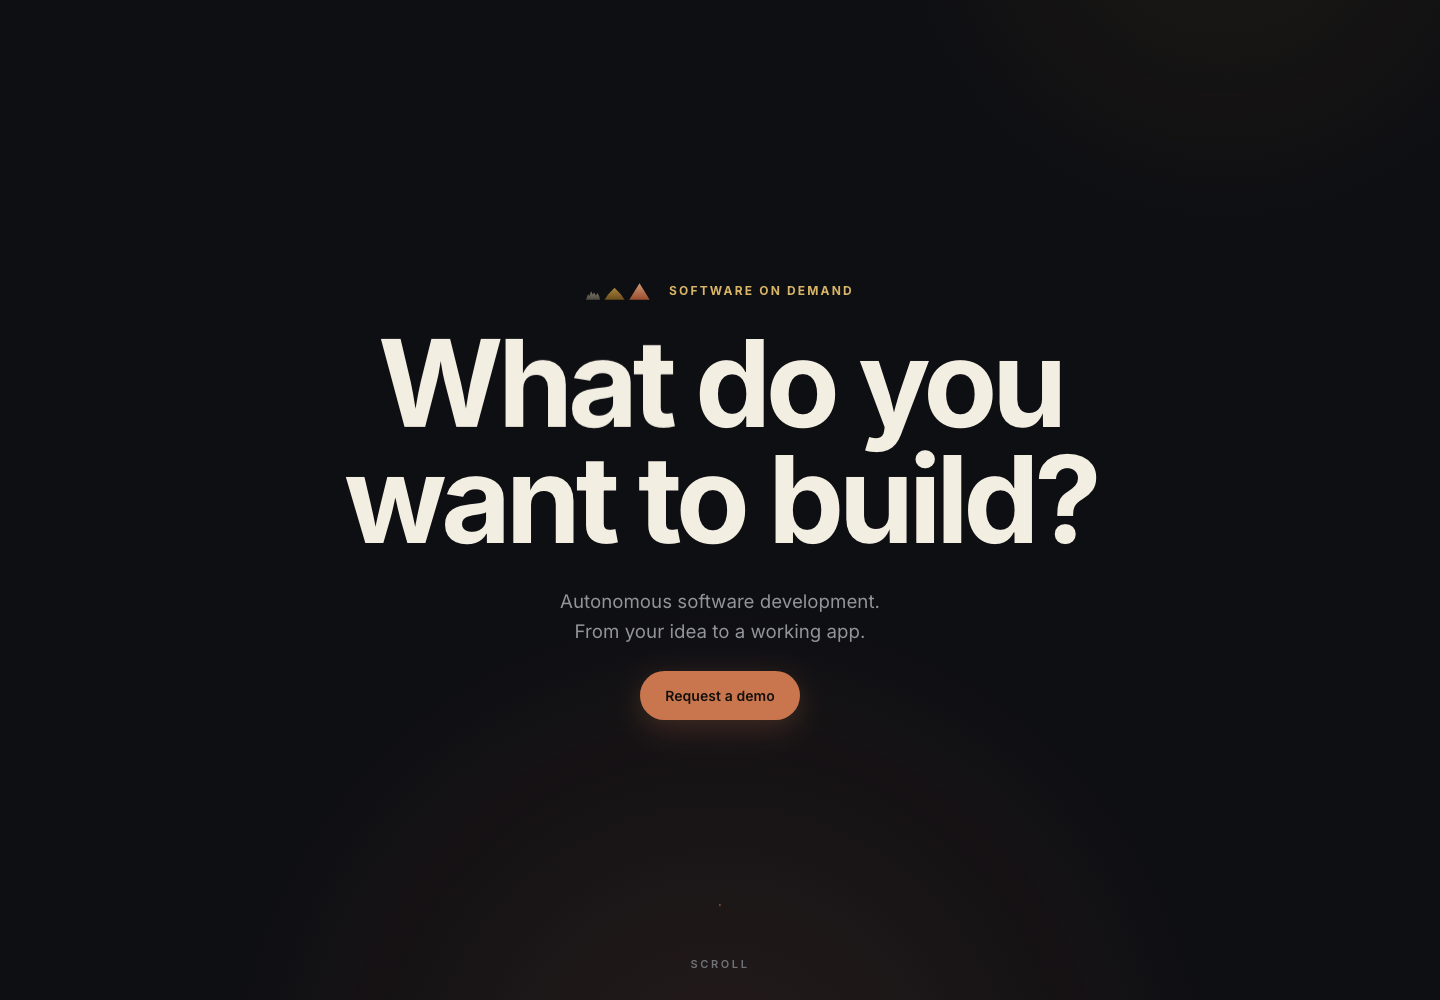 SOFTWARE ON DEMAND
What do you
want to build?
Autonomous software development.
From your idea to a working app.
Request a demo
SCROLL